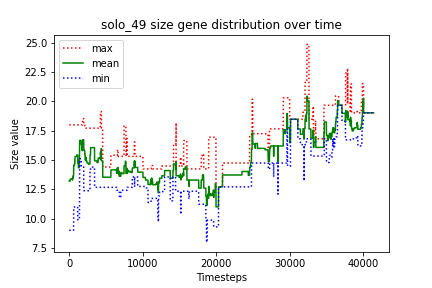 solo_49 size gene distribution over time
max
mean
min
Size value
25.0
22.5
20.0
17.5
15.0
12.5
10.0
7.5
0
10000
20000
30000
40000
Timesteps